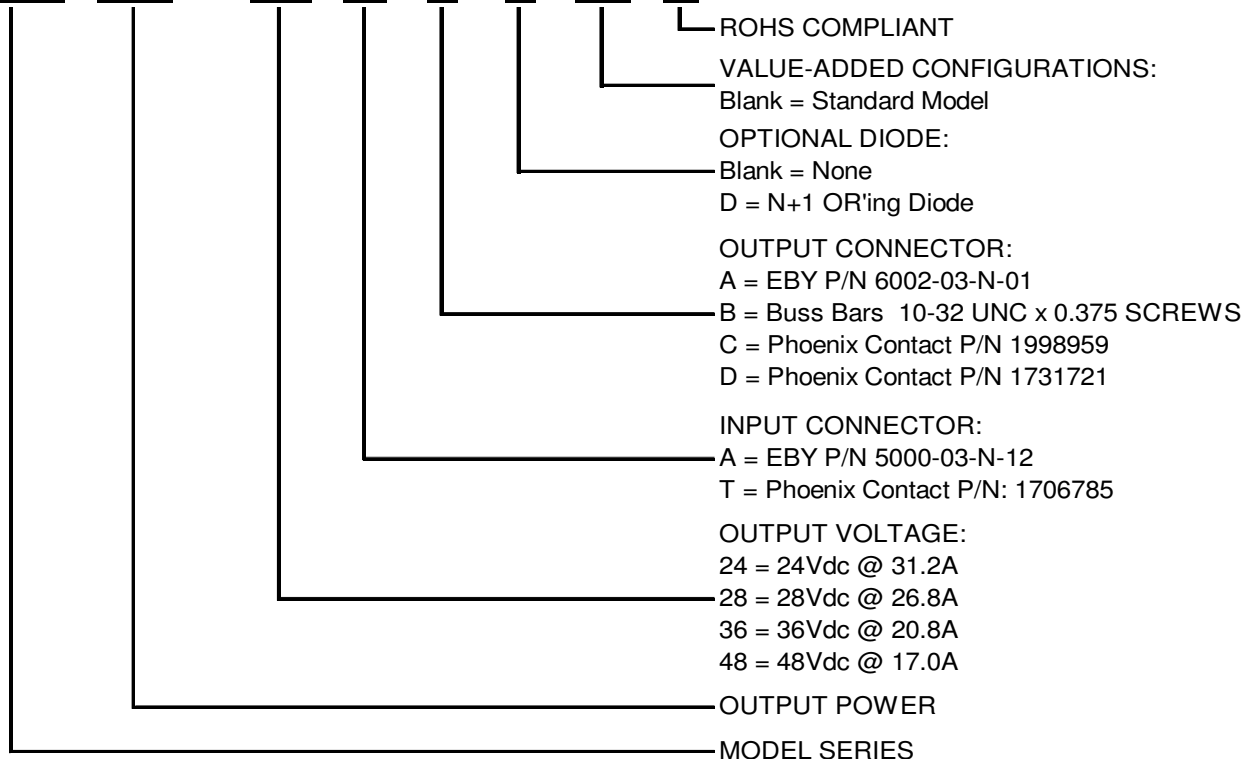 ROHS COMPLIANT
VALUE-ADDED CONFIGURATIONS:
Blank = Standard Model
OPTIONAL DIODE:
Blank = None
D = N+1 OR'ing Diode
OUTPUT CONNECTOR:
A = EBY P/N 6002-03-N-01
B = Buss Bars 10-32 UNC x 0.375 SCREWS
C = Phoenix Contact P/N 1998959
D = Phoenix Contact P/N 1731721
INPUT CONNECTOR:
A = EBY P/N 5000-03-N-12
T = Phoenix Contact P/N: 1706785
OUTPUT VOLTAGE:
24 = 24Vdc @ 31.2A
28 = 28Vdc @ 26.8A
36 = 36Vdc @ 20.8A
48 = 48Vdc @ 17.0A
OUTPUT POWER
MODEL SERIES